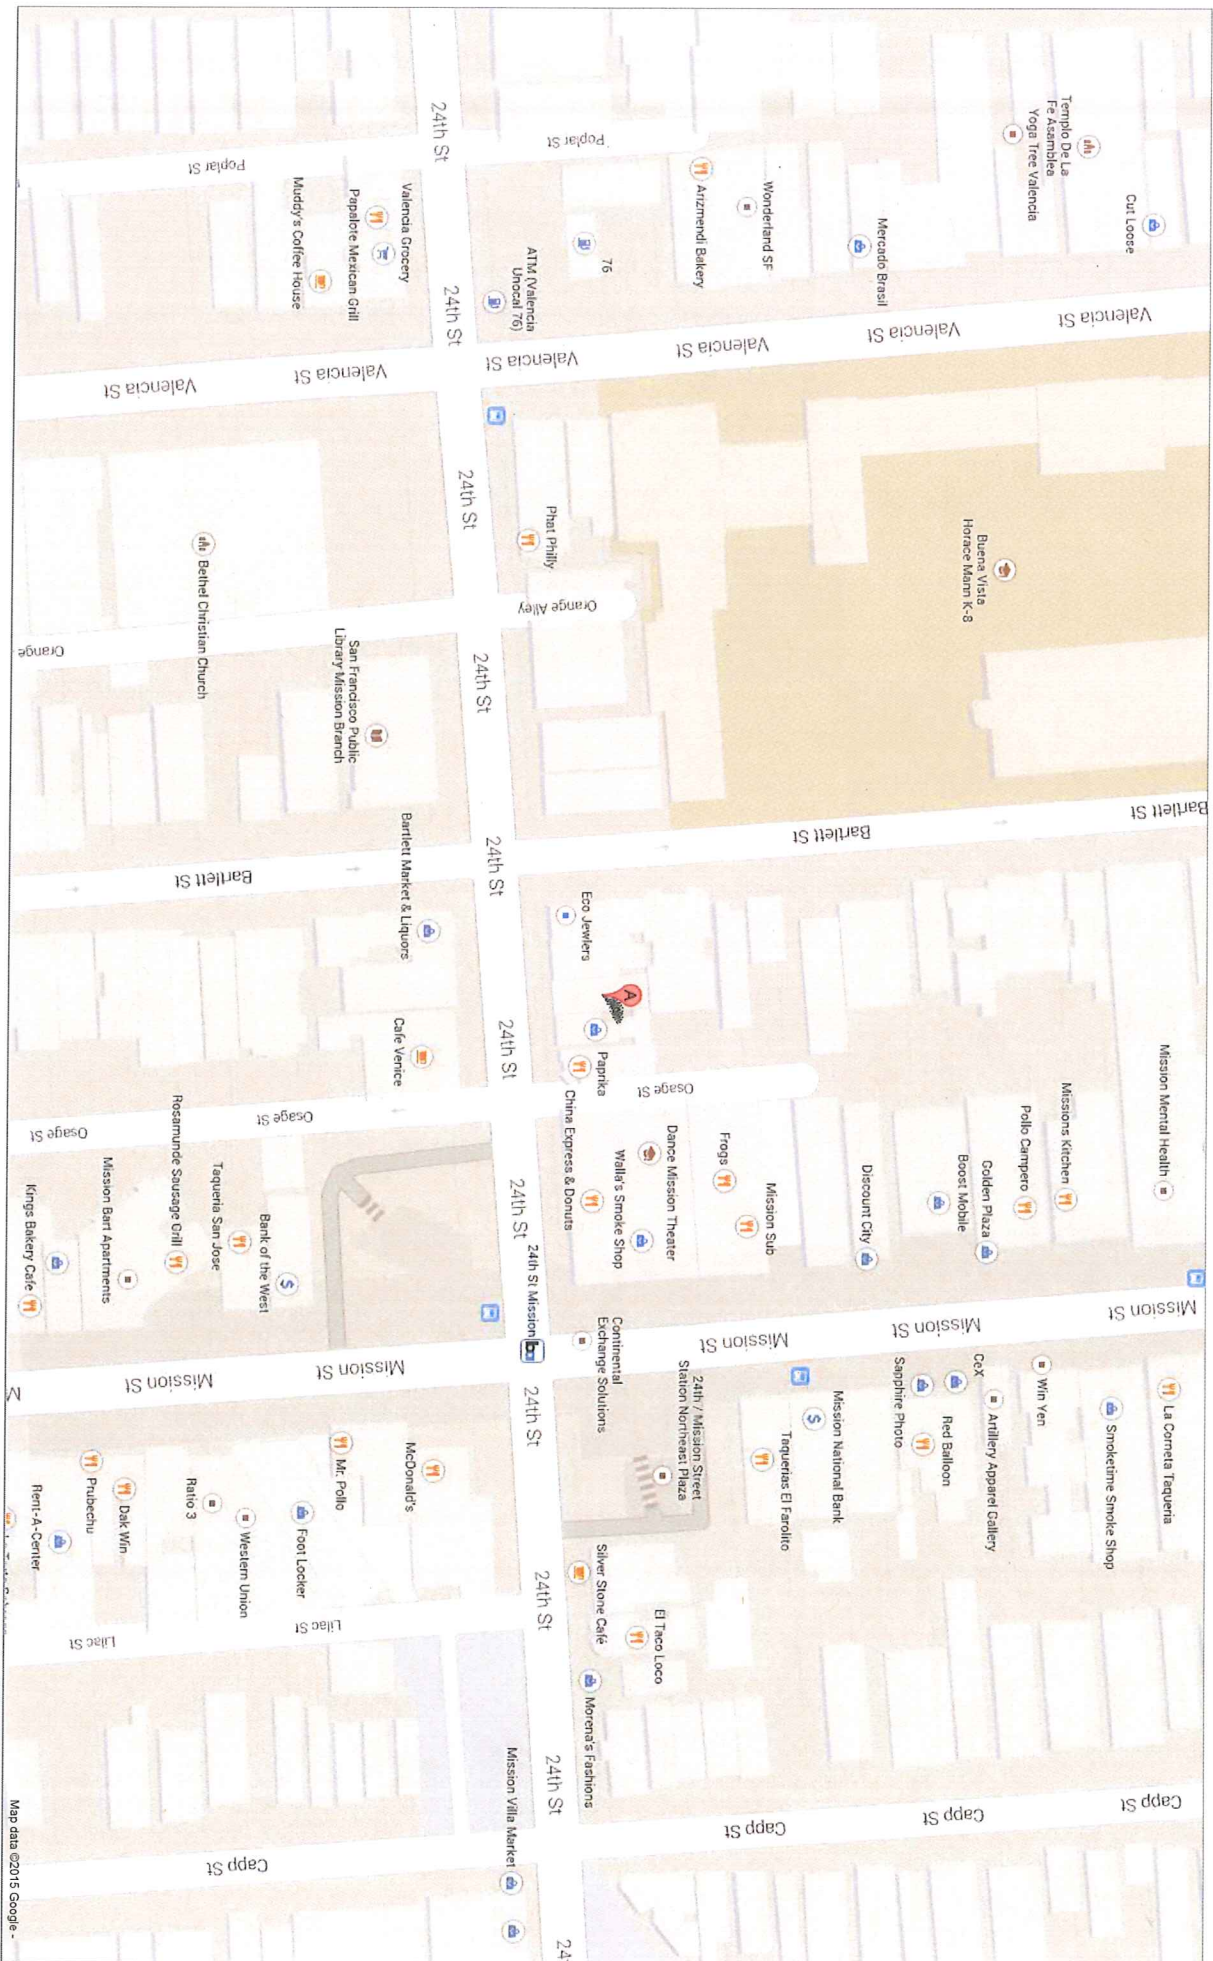 Cut Loose
Templo De La
Fe Asamblea
Yoga Tree Valencia
Mercado Brasil
Wonderland SF
Arizmendi Bakery
76
ATM (Valencia
Unocal 76)
Poplar St
Poplar St
Valencia Grocery
Papalote Mexican Grill
Muddy's Coffee House
Valencia St
Valencia St
Valencia St
Valencia St
Valencia St
Valencia St
Buena Vista
Horace Mann K-8
Phat Philly
Orange Alley
Orange
Bethel Christian Church
San Francisco Public
Library Mission Branch
Bartlett St
Bartlett St
Bartlett St
Bartlett Market & Liquors
Eco Jewlers
A
Paprika
China Express & Donuts
Cafe Venice
Osage St
Osage St
Osage St
Mission Mental Health
Missions Kitchen
Pollo Campero
Golden Plaza
Boost Mobile
Discount City
Mission Sub
Frogs
Dance Mission Theater
Walla's Smoke Shop
24th St Mission
ba
Bank of the West
$
Taqueria San Jose
Rosamunde Sausage Grill
Mission Bart Apartments
Kings Bakery Cafe
Mission St
Mission St
Mission St
Mission St
Mission St
M
La Corneta Taqueria
Smoketime Smoke Shop
Win Yen
Artillery Apparel Gallery
CeX
Red Balloon
Sapphire Photo
Mission National Bank
$
Taquerias El Farolito
24th / Mission Street
Station Northeast Plaza
Continental
Exchange Solutions
McDonald's
Mr. Pollo
Foot Locker
Western Union
Ratio 3
Dak Win
Prubechu
Rent-A-Center
Silver Stone Café
El Taco Loco
Morena's Fashions
Lilac St
Lilac St
Mission Villa Market
Capp St
Capp St
Capp St
Capp St
24th St
24th St
24th St
24th St
24th St
24th St
24th St
24th St
24th St
24th St
24
Map data ©2015 Google -